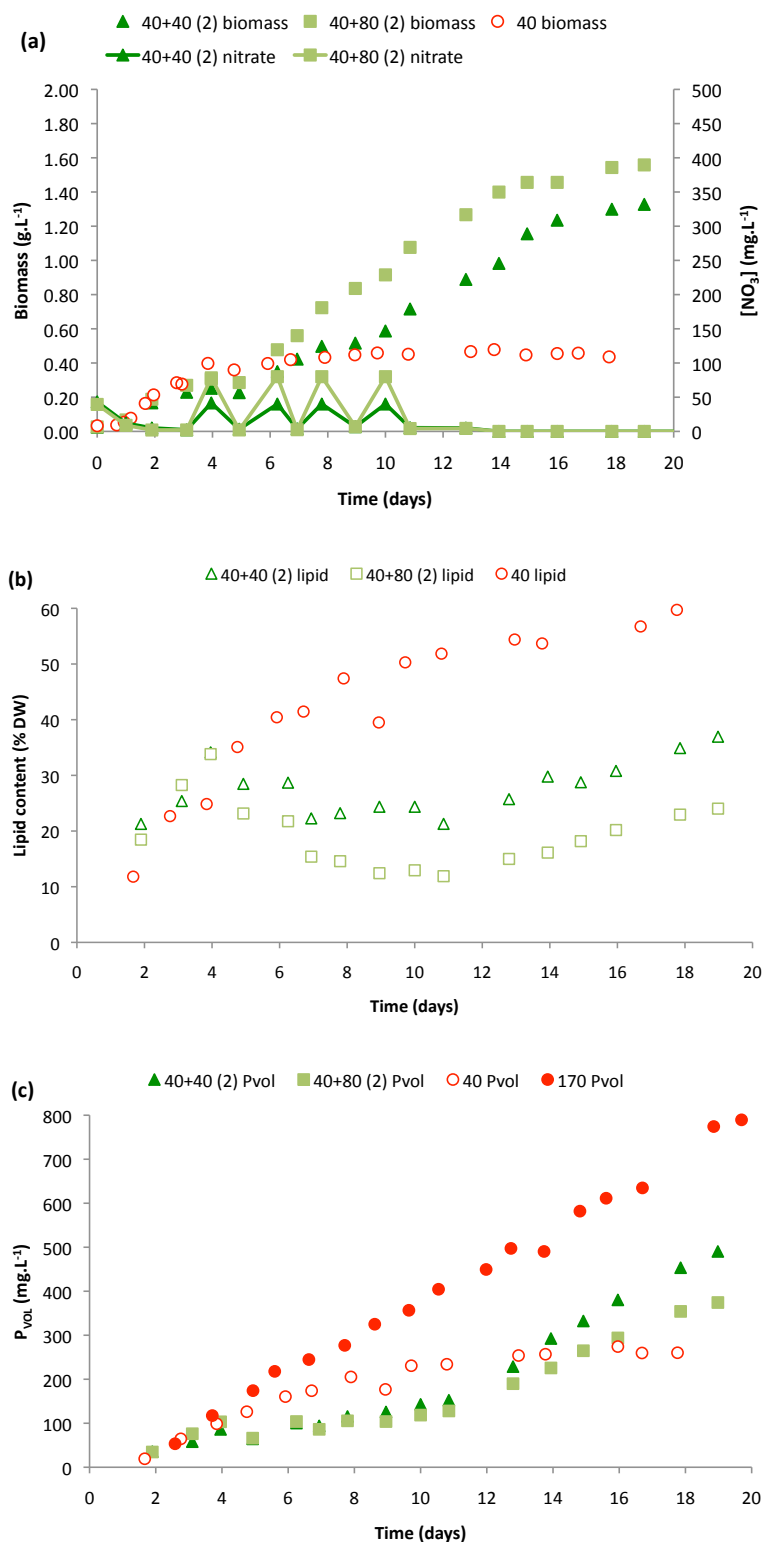 (a)
40+40 (2) biomass 40+80 (2) biomass 40 biomass
40+40 (2) nitrate 40+80 (2) nitrate
2.00 500
1.80 450
1.60 400
1.40 350
1.20 300
1.00 250
0.80 200
0.60 150
0.40 100
0.20 50
0.00 0
Biomass (g.L-1)
[NO3] (mg.L-1)
0 2 4 6 8 10 12 14 16 18 20
Time (days)
(b)
40+40 (2) lipid 40+80 (2) lipid 40 lipid
60
50
40
30
20
10
0
Lipid content (% DW)
0 2 4 6 8 10 12 14 16 18 20
Time (days)
(c)
40+40 (2) Pvol 40+80 (2) Pvol 40 Pvol 170 Pvol
800
700
600
500
400
300
200
100
0
PVOL (mg.L-1)
0 2 4 6 8 10 12 14 16 18 20
Time (days)